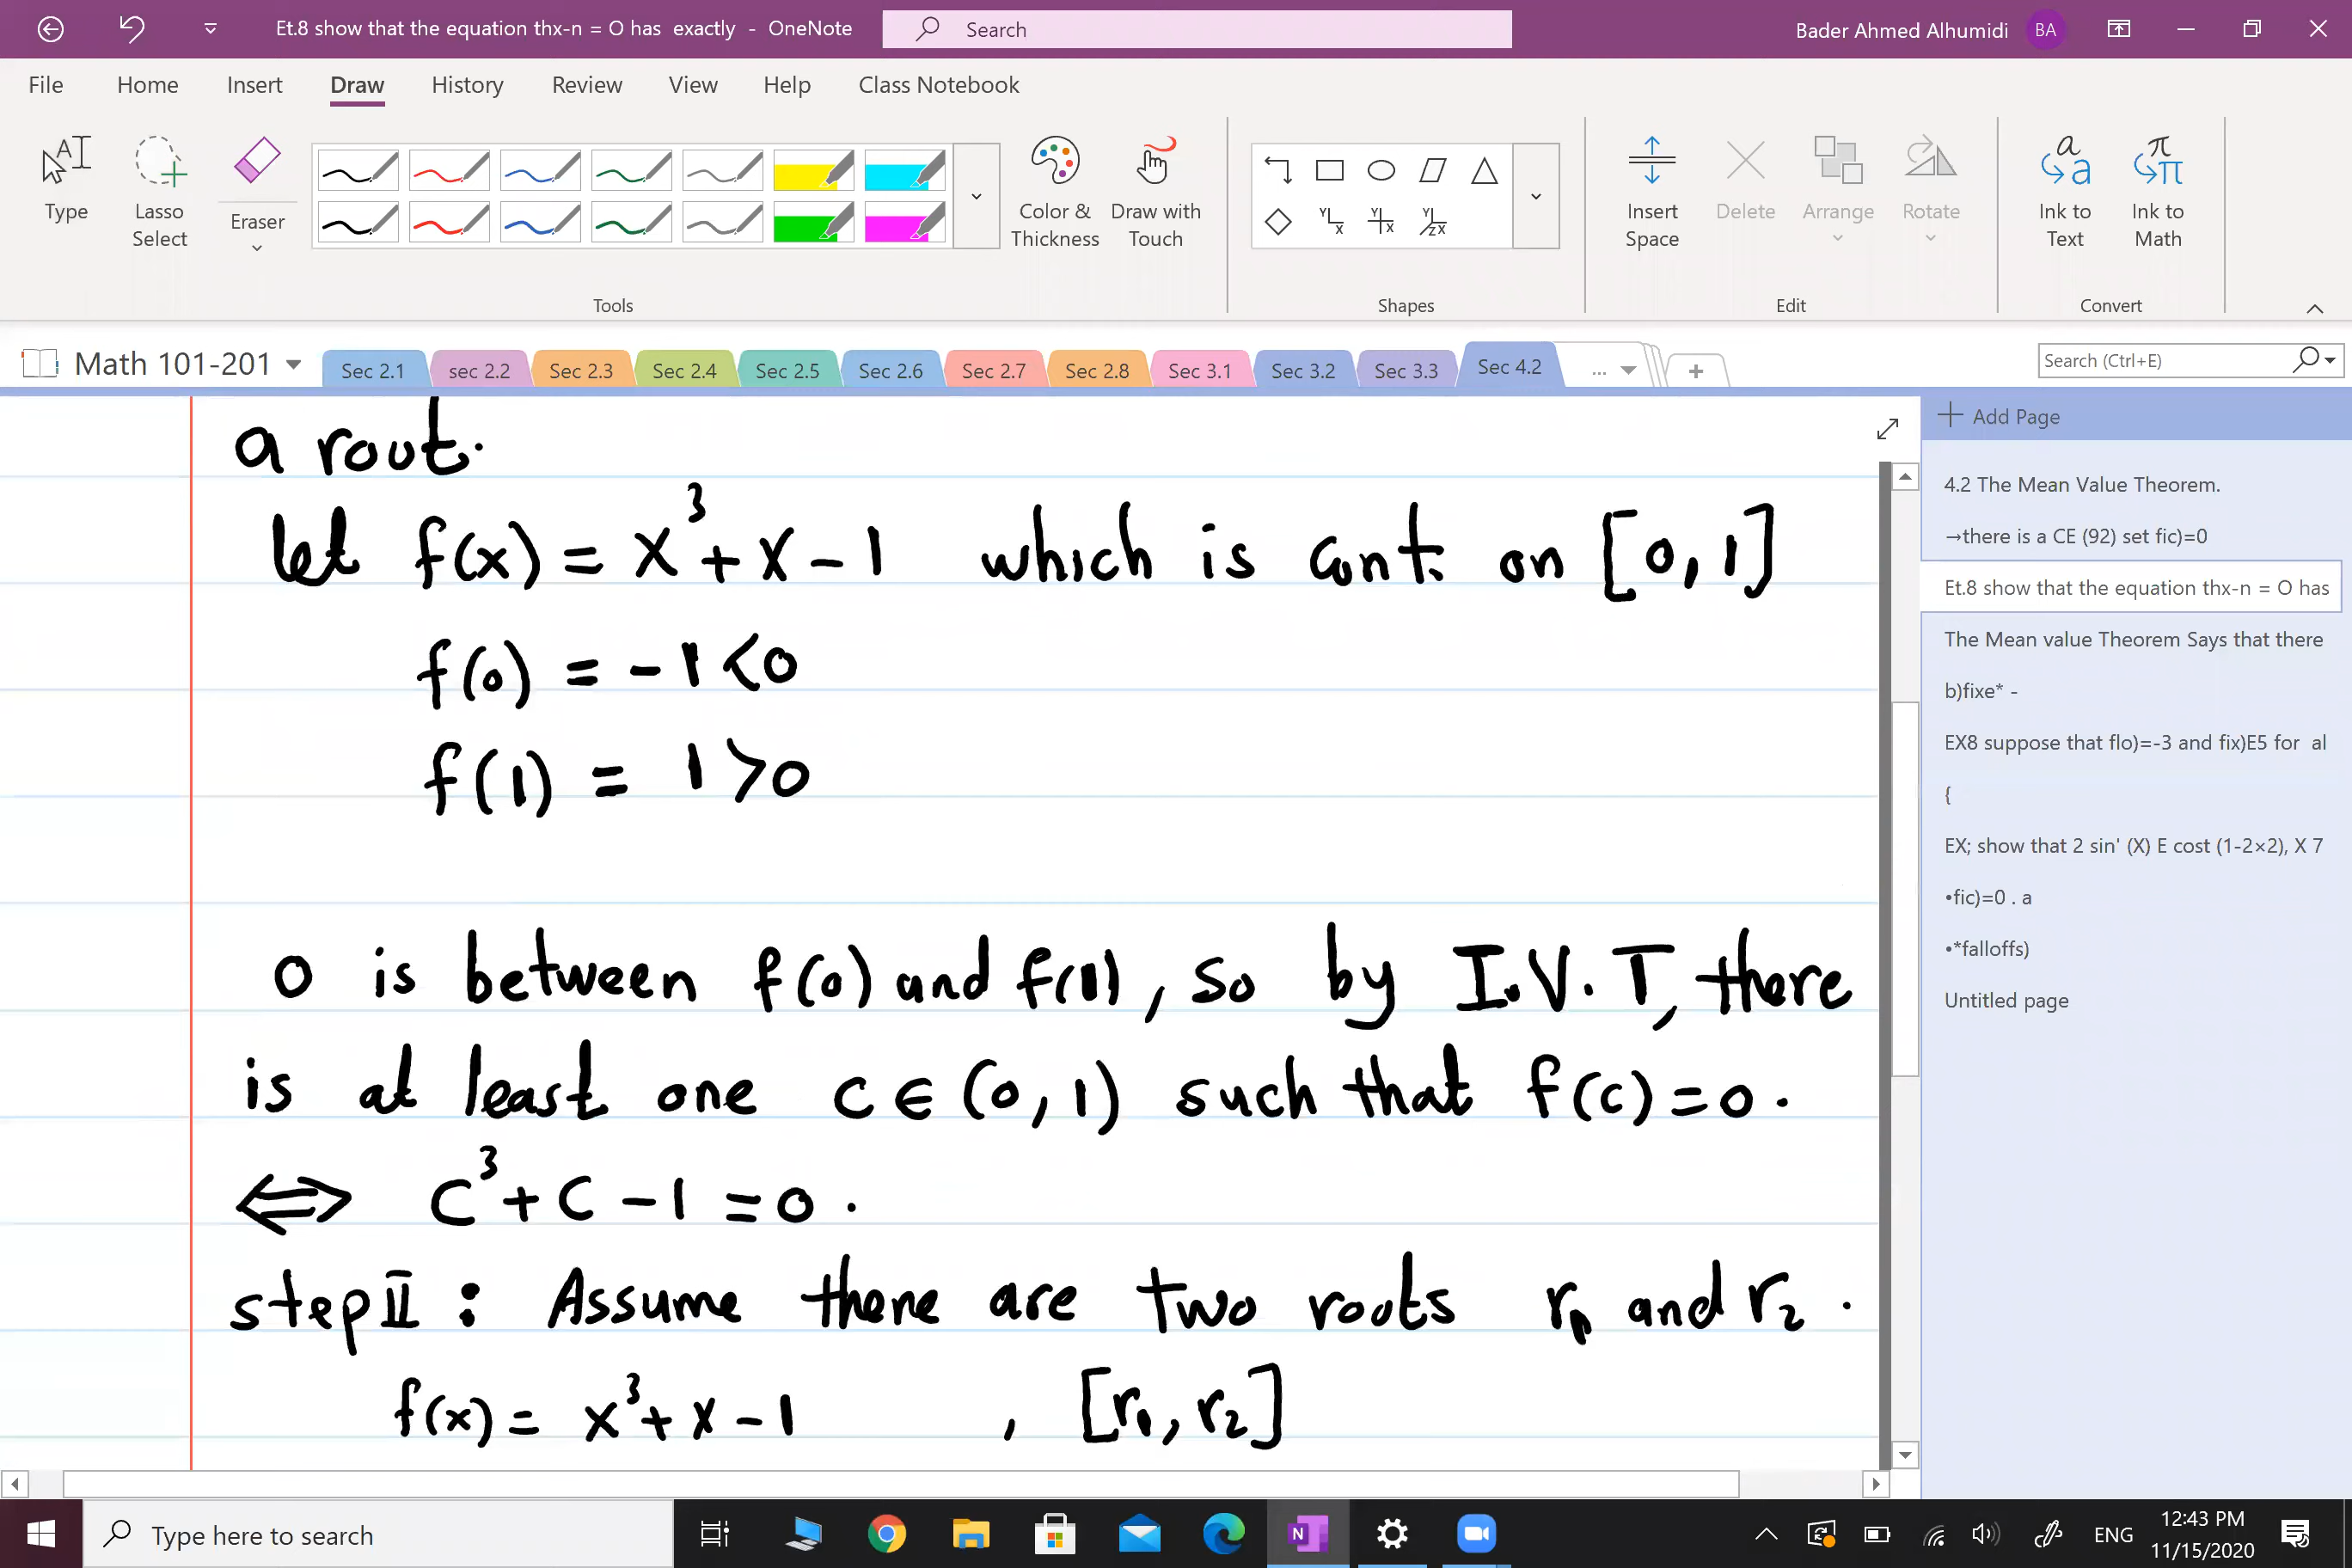 Et.8 show that the equation thx-n = O has exactly - OneNote
Search
Bader Ahmed Alhumidi
BA
File Home Insert Draw History Review View Help Class Notebook
Type
Lasso Select
Eraser
Color & Thickness
Draw with Touch
Insert Space
Delete
Arrange
Rotate
Ink to Text
Ink to Math
Tools
Shapes
Edit
Convert
Math 101-201
Sec 2.1 sec 2.2 Sec 2.3 Sec 2.4 Sec 2.5 Sec 2.6 Sec 2.7 Sec 2.8 Sec 3.1 Sec 3.2 Sec 3.3 Sec 4.2 ...
Search (Ctrl+E)
a rout.
let f(x) = x³ + x - 1 which is cont. on [0,1]
f(0) = -1 < 0
f(1) = 1 > 0
0 is between f(0) and f(1), so by I.V.T, there
is at least one c ∈ (0,1) such that f(c) = 0.
⟺ c³ + c - 1 = 0.
step II : Assume there are two roots r₁ and r₂.
f(x) = x³ + x - 1 , [r₁, r₂]
Add Page
4.2 The Mean Value Theorem.
→there is a CE (92) set fic)=0
Et.8 show that the equation thx-n = O has
The Mean value Theorem Says that there
b)fixe* -
EX8 suppose that flo)=-3 and fix)E5 for al
{
EX; show that 2 sin' (X) E cost (1-2×2), X 7
•fic)=0 . a
•*falloffs)
Untitled page
Type here to search
ENG
12:43 PM
11/15/2020